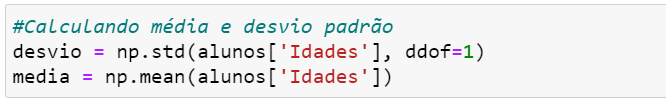 #Calculando média e desvio padrão
desvio = np.std(alunos['Idades'], ddof=1)
media = np.mean(alunos['Idades'])